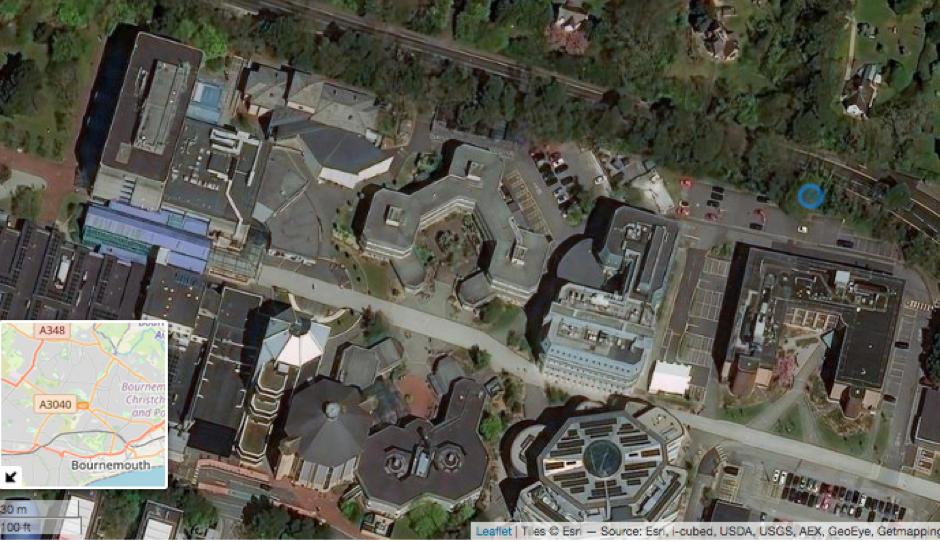 A348
Bournem
Christch
and Po
A3040
Bournemouth
30 m
100 ft
Leaflet | Tiles © Esri — Source: Esri, i-cubed, USDA, USGS, AEX, GeoEye, Getmapping